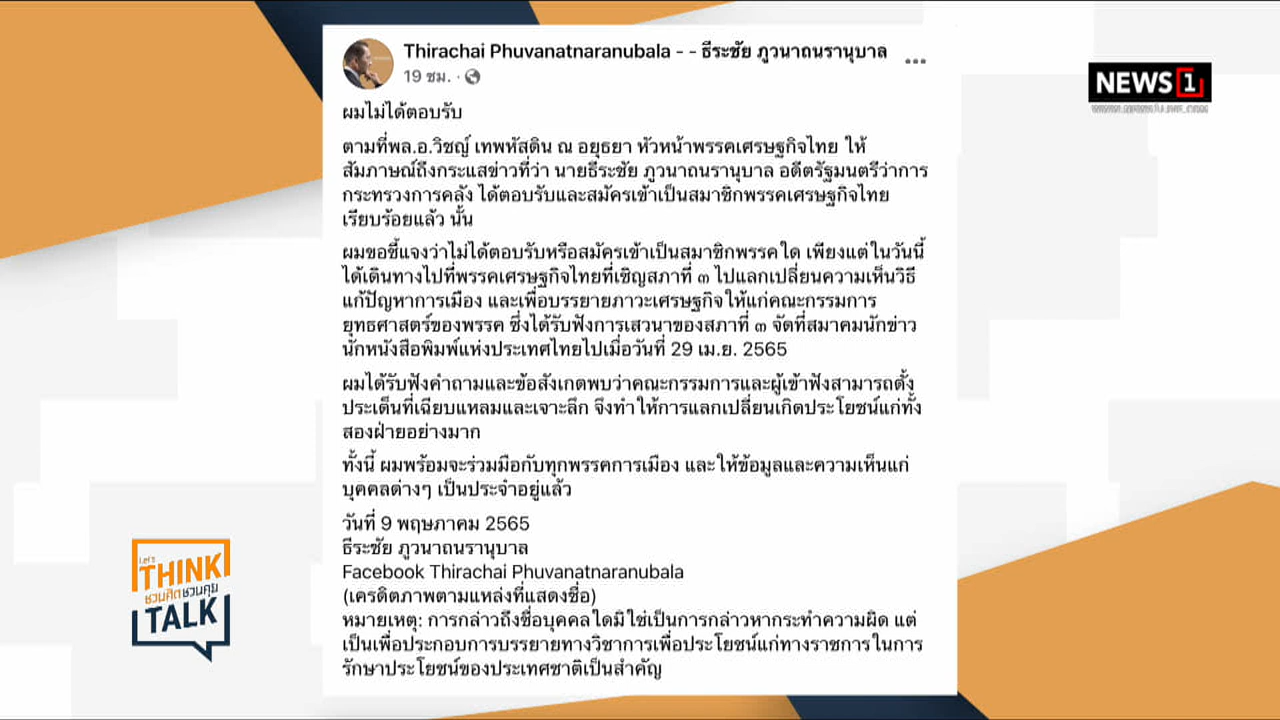 Thirachai Phuvanatnaranubala - - ธีระชัย ภูวนาถนรานุบาล
19 ชม. ·
ผมไม่ได้ตอบรับ
ตามที่พล.อ.วิชญ์ เทพหัสดิน ณ อยุธยา หัวหน้าพรรคเศรษฐกิจไทย ให้
สัมภาษณ์ถึงกระแสข่าวที่ว่า นายธีระชัย ภูวนาถนรานุบาล อดีตรัฐมนตรีว่าการ
กระทรวงการคลัง ได้ตอบรับและสมัครเข้าเป็นสมาชิกพรรคเศรษฐกิจไทย
เรียบร้อยแล้ว นั้น
ผมขอชี้แจงว่าไม่ได้ตอบรับหรือสมัครเข้าเป็นสมาชิกพรรคใด เพียงแต่ในวันนี้
ได้เดินทางไปที่พรรคเศรษฐกิจไทยที่เชิญสภาที่ ๓ ไปแลกเปลี่ยนความเห็นวิธี
แก้ปัญหาการเมือง และเพื่อบรรยายภาวะเศรษฐกิจให้แก่คณะกรรมการ
ยุทธศาสตร์ของพรรค ซึ่งได้รับฟังการเสวนาของสภาที่ ๓ จัดที่สมาคมนักข่าว
นักหนังสือพิมพ์แห่งประเทศไทยไปเมื่อวันที่ 29 เม.ย. 2565
ผมได้รับฟังคำถามและข้อสังเกตพบว่าคณะกรรมการและผู้เข้าฟังสามารถตั้ง
ประเด็นที่เฉียบแหลมและเจาะลึก จึงทำให้การแลกเปลี่ยนเกิดประโยชน์แก่ทั้ง
สองฝ่ายอย่างมาก
ทั้งนี้ ผมพร้อมจะร่วมมือกับทุกพรรคการเมือง และให้ข้อมูลและความเห็นแก่
บุคคลต่างๆ เป็นประจำอยู่แล้ว
วันที่ 9 พฤษภาคม 2565
ธีระชัย ภูวนาถนรานุบาล
Facebook Thirachai Phuvanatnaranubala
(เครดิตภาพตามแหล่งที่แสดงชื่อ)
หมายเหตุ: การกล่าวถึงชื่อบุคคลใดมิใช่เป็นการกล่าวหากระทำความผิด แต่
เป็นเพื่อประกอบการบรรยายทางวิชาการเพื่อประโยชน์แก่ทางราชการในการ
รักษาประโยชน์ของประเทศชาติเป็นสำคัญ
NEWS 1
Let's
THINK
ชวนคิด ชวนคุย
TALK